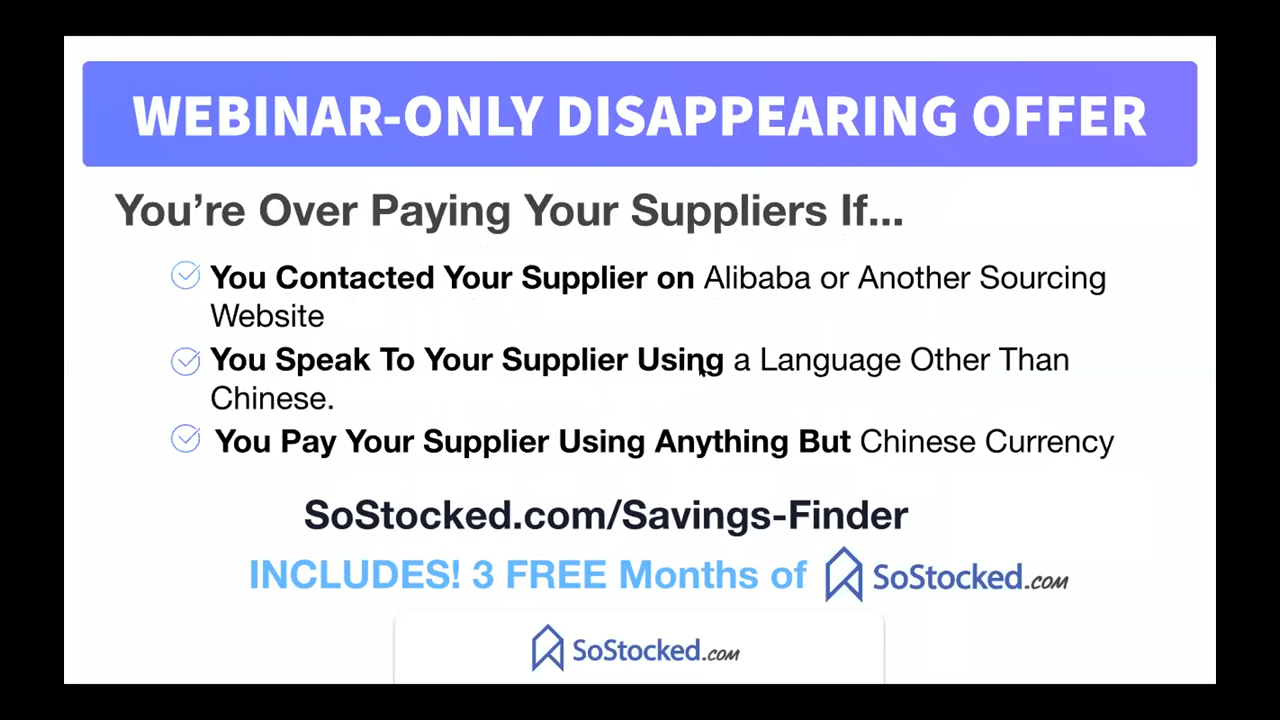 WEBINAR-ONLY DISAPPEARING OFFER
You’re Over Paying Your Suppliers If...
You Contacted Your Supplier on Alibaba or Another Sourcing
Website
You Speak To Your Supplier Using a Language Other Than
Chinese.
You Pay Your Supplier Using Anything But Chinese Currency
SoStocked.com/Savings-Finder
INCLUDES! 3 FREE Months of SoStocked.com
SoStocked.com